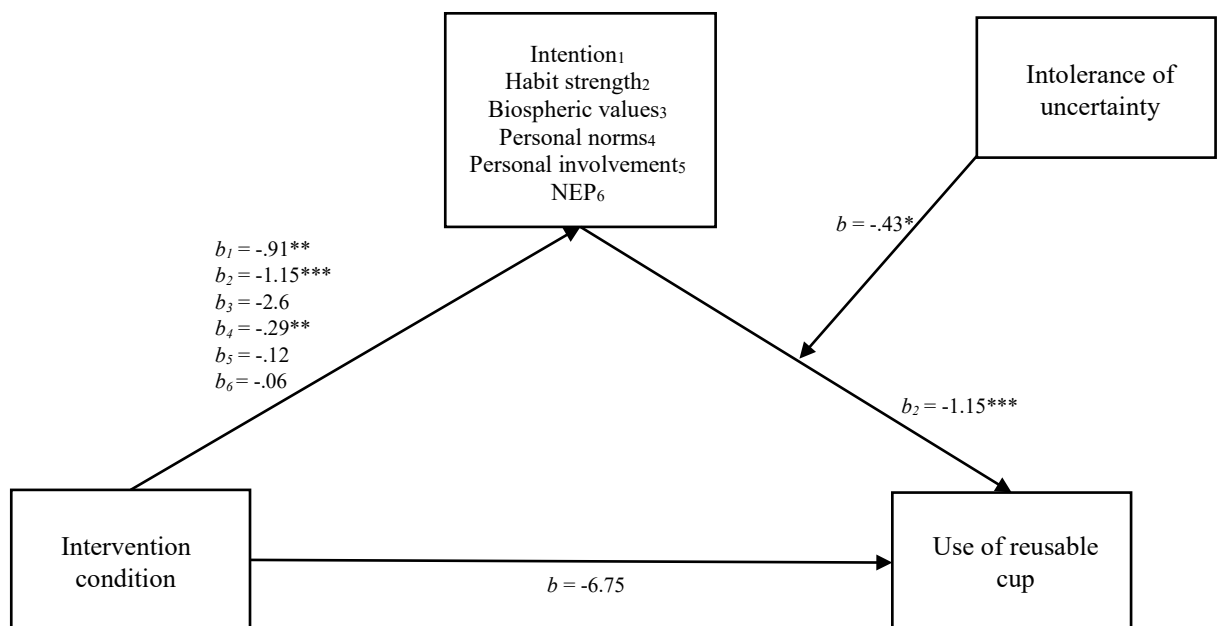 Intention₁
Habit strength₂
Biospheric values₃
Personal norms₄
Personal involvement₅
NEP₆
Intolerance of
uncertainty
b = -.43*
b₁ = -.91**
b₂ = -1.15***
b₃ = -2.6
b₄ = -.29**
b₅ = -.12
b₆ = -.06
b₂ = -1.15***
Intervention
condition
Use of reusable
cup
b = -6.75